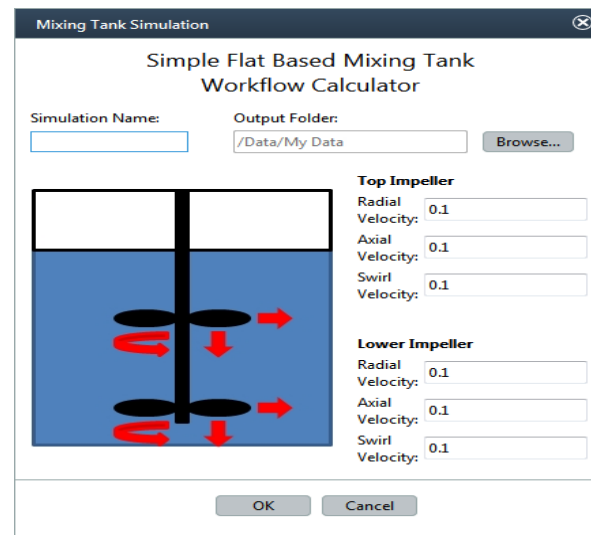 Mixing Tank Simulation
Simple Flat Based Mixing Tank
Workflow Calculator
Simulation Name:
Output Folder:
/Data/My Data
Browse...
Top Impeller
Radial
Velocity:
0.1
Axial
Velocity:
0.1
Swirl
Velocity:
0.1
Lower Impeller
Radial
Velocity:
0.1
Axial
Velocity:
0.1
Swirl
Velocity:
0.1
OK
Cancel